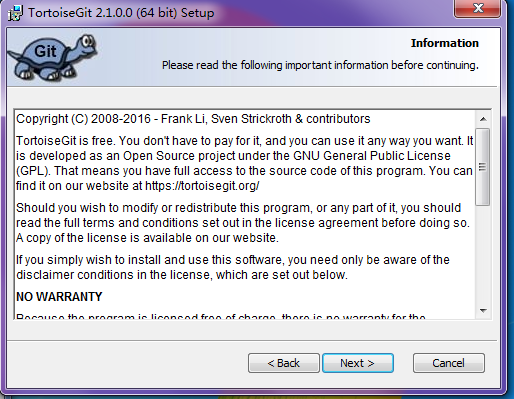 TortoiseGit 2.1.0.0 (64 bit) Setup
Git
Information
Please read the following important information before continuing.
Copyright (C) 2008-2016 - Frank Li, Sven Strickroth & contributors
TortoiseGit is free. You don't have to pay for it, and you can use it any way you want. It
is developed as an Open Source project under the GNU General Public License
(GPL). That means you have full access to the source code of this program. You can
find it on our website at https://tortoisegit.org/
Should you wish to modify or redistribute this program, or any part of it, you should
read the full terms and conditions set out in the license agreement before doing so.
A copy of the license is available on our website.
If you simply wish to install and use this software, you need only be aware of the
disclaimer conditions in the license, which are set out below.
NO WARRANTY
Because the program is licensed free of charge, there is no warranty for the
< Back
Next >
Cancel